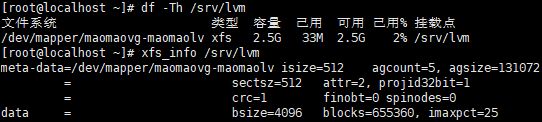 [root@localhost ~]# df -Th /srv/lvm
文件系统                    类型  容量  已用  可用 已用% 挂载点
/dev/mapper/maomaovg-maomaolv xfs   2.5G   33M  2.5G    2% /srv/lvm
[root@localhost ~]# xfs_info /srv/lvm
meta-data=/dev/mapper/maomaovg-maomaolv isize=512    agcount=5, agsize=131072
         =                       sectsz=512   attr=2, projid32bit=1
         =                       crc=1        finobt=0 spinodes=0
data     =                       bsize=4096   blocks=655360, imaxpct=25